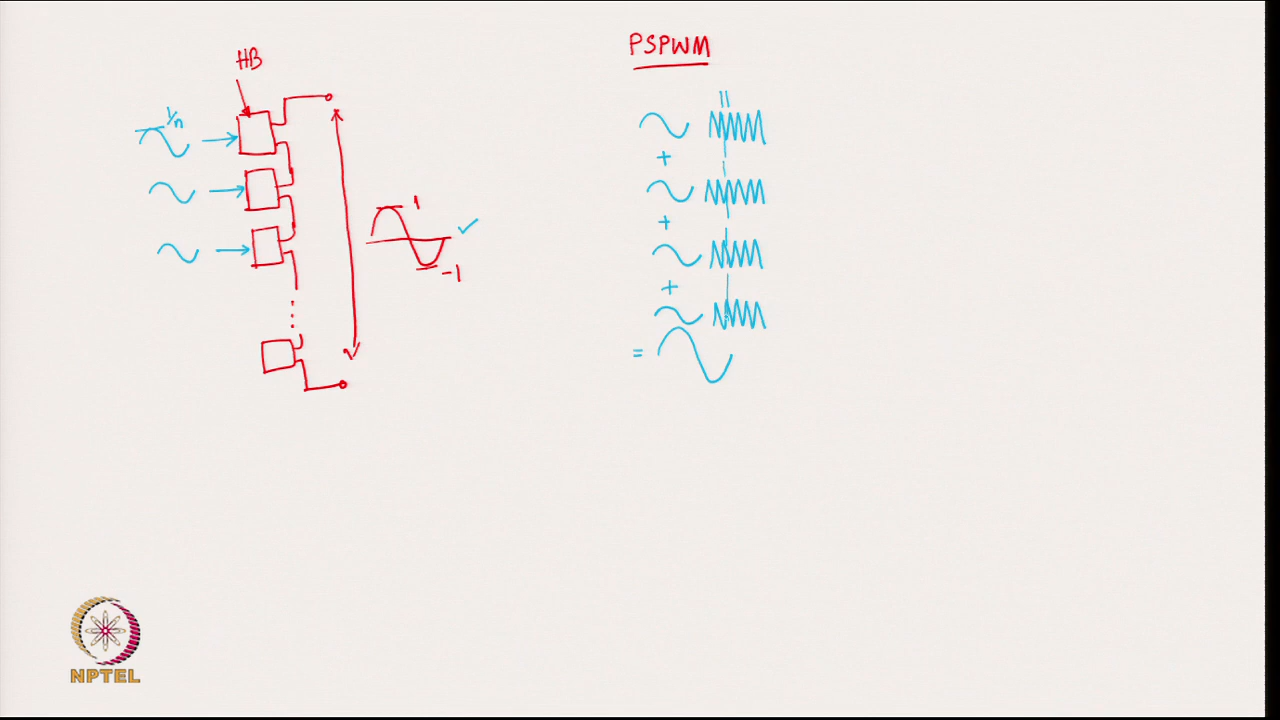 HB
1/n
1
-1
PSPWM
+
+
+
=
NPTEL